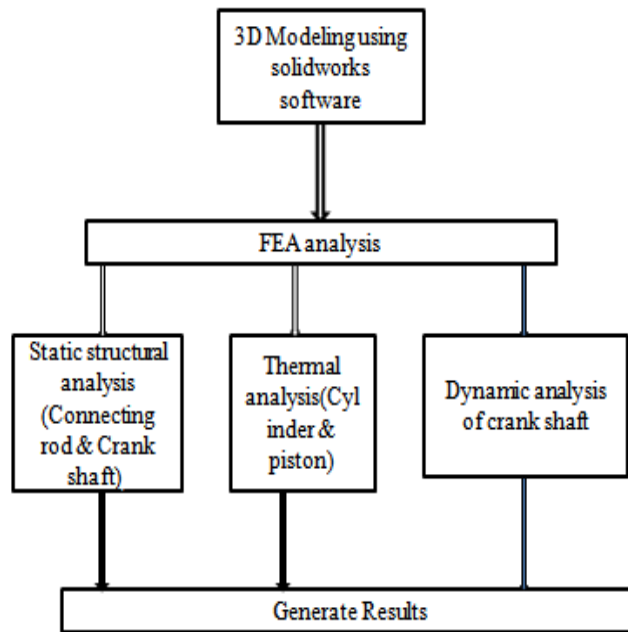 3D Modeling using
solidworks
software
FEA analysis
Static structural
analysis
(Connecting
rod & Crank
shaft)
Thermal
analysis(Cyl
inder &
piston)
Dynamic analysis
of crank shaft
Generate Results